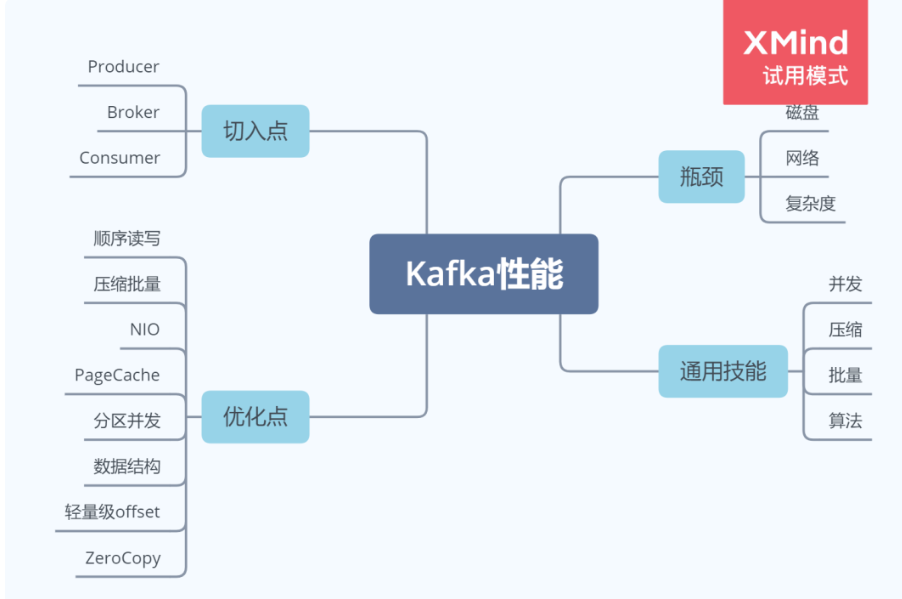 XMind
试用模式
Kafka性能
切入点
Producer
Broker
Consumer
优化点
顺序读写
压缩批量
NIO
PageCache
分区并发
数据结构
轻量级offset
ZeroCopy
瓶颈
磁盘
网络
复杂度
通用技能
并发
压缩
批量
算法